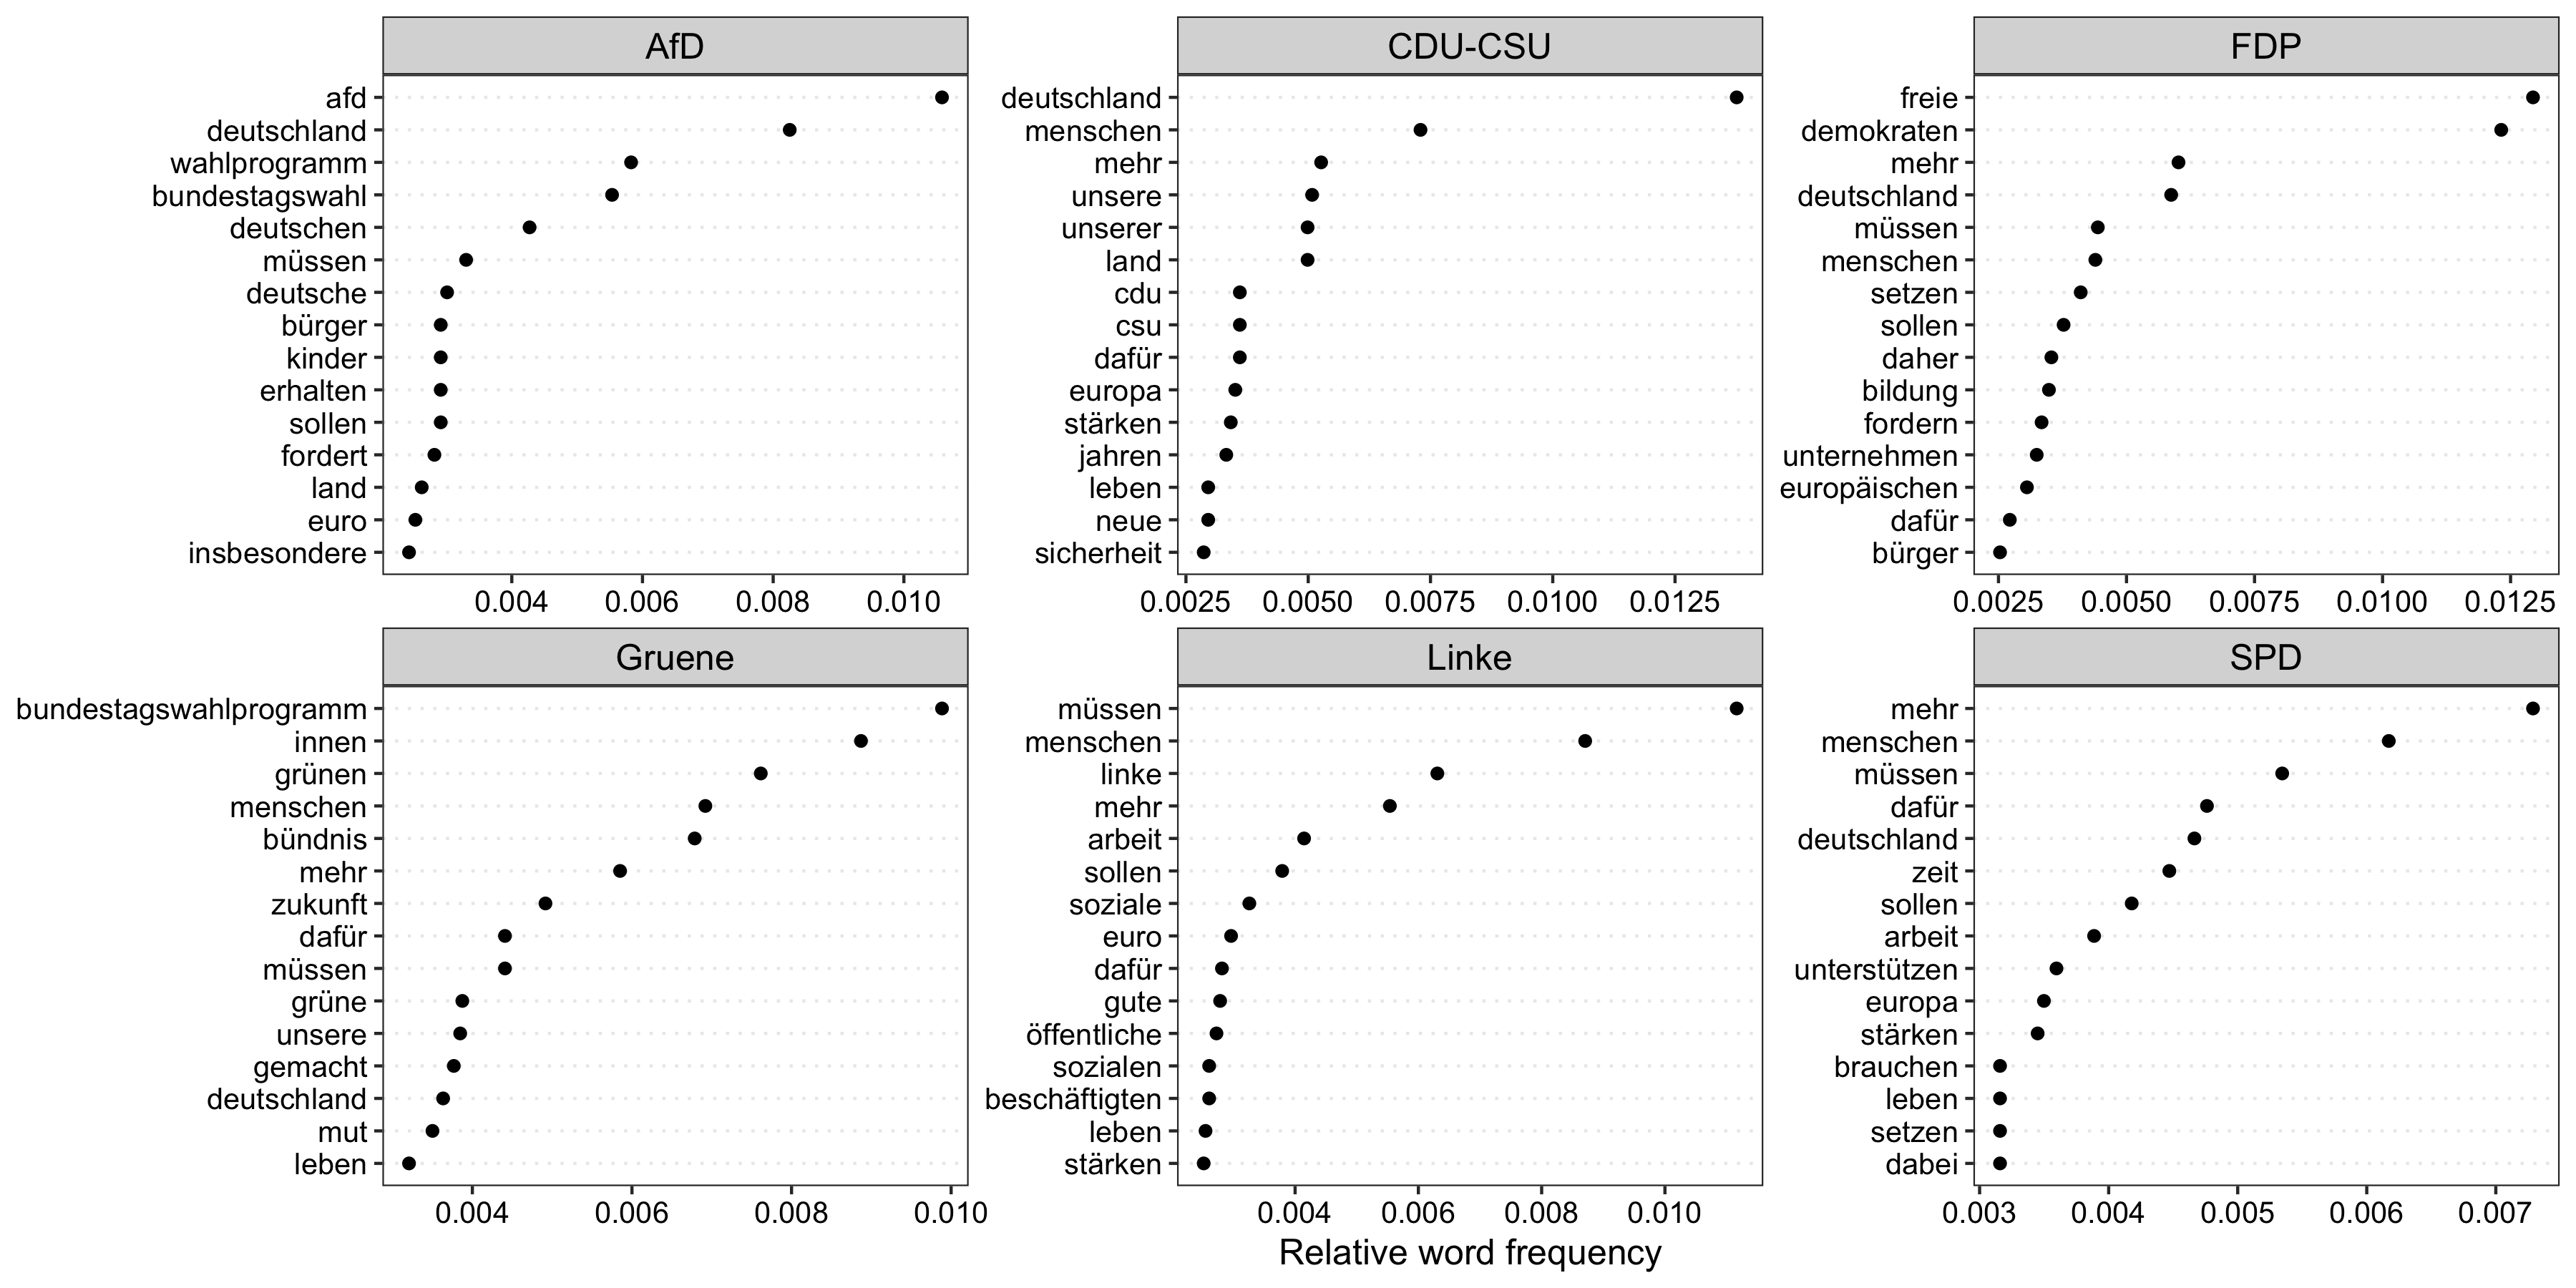 AfD
afd
deutschland
wahlprogramm
bundestagswahl
deutschen
müssen
deutsche
bürger
kinder
erhalten
sollen
fordert
land
euro
insbesondere
0.004 0.006 0.008 0.010
CDU-CSU
deutschland
menschen
mehr
unsere
unserer
land
cdu
csu
dafür
europa
stärken
jahren
leben
neue
sicherheit
0.0025 0.0050 0.0075 0.0100 0.0125
FDP
freie
demokraten
mehr
deutschland
müssen
menschen
setzen
sollen
daher
bildung
fordern
unternehmen
europäischen
dafür
bürger
0.0025 0.0050 0.0075 0.0100 0.0125
Gruene
bundestagswahlprogramm
innen
grünen
menschen
bündnis
mehr
zukunft
dafür
müssen
grüne
unsere
gemacht
deutschland
mut
leben
0.004 0.006 0.008 0.010
Linke
müssen
menschen
linke
mehr
arbeit
sollen
soziale
euro
dafür
gute
öffentliche
sozialen
beschäftigten
leben
stärken
0.004 0.006 0.008 0.010
SPD
mehr
menschen
müssen
dafür
deutschland
zeit
sollen
arbeit
unterstützen
europa
stärken
brauchen
leben
setzen
dabei
0.003 0.004 0.005 0.006 0.007
Relative word frequency